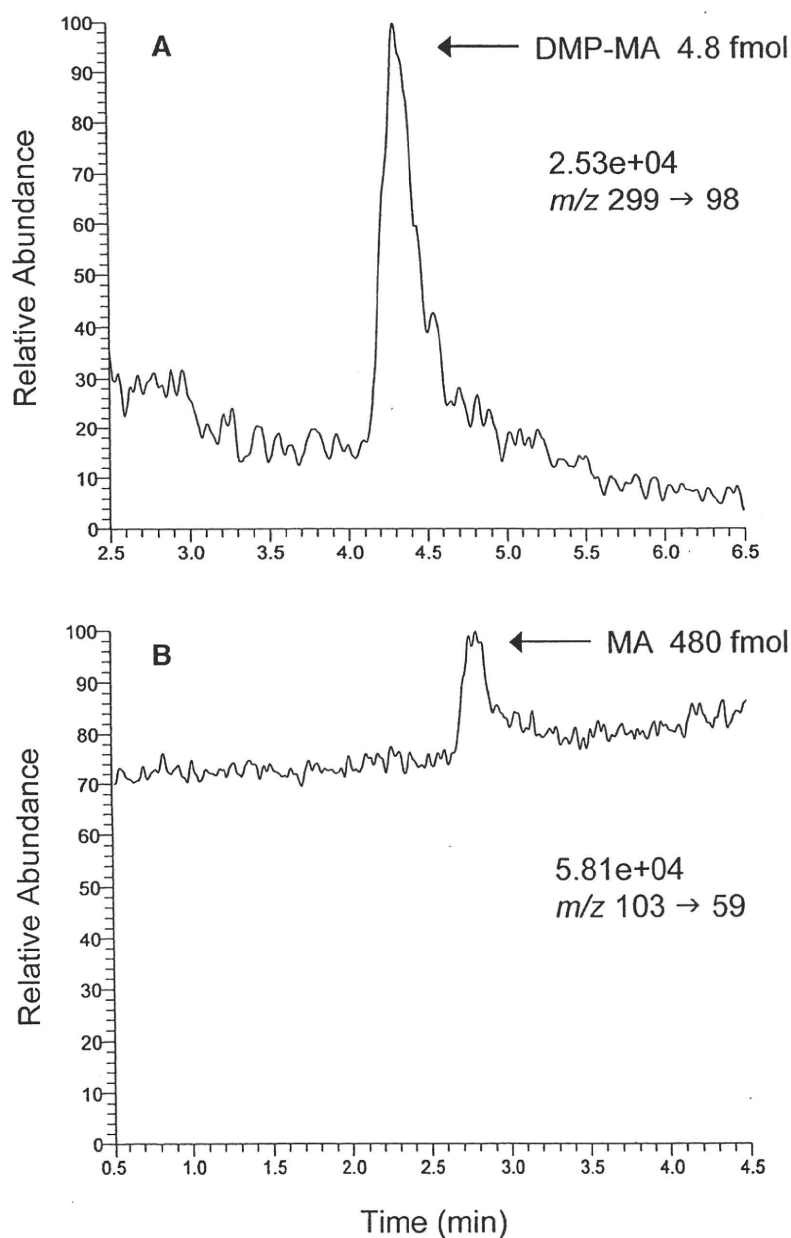 100
A
DMP-MA 4.8 fmol
90
80
70
2.53e+04
m/z 299 → 98
60
50
40
30
20
10
0
Relative Abundance
2.5 3.0 3.5 4.0 4.5 5.0 5.5 6.0 6.5
100
B
MA 480 fmol
90
80
70
60
5.81e+04
m/z 103 → 59
50
40
30
20
10
0
Relative Abundance
0.5 1.0 1.5 2.0 2.5 3.0 3.5 4.0 4.5
Time (min)